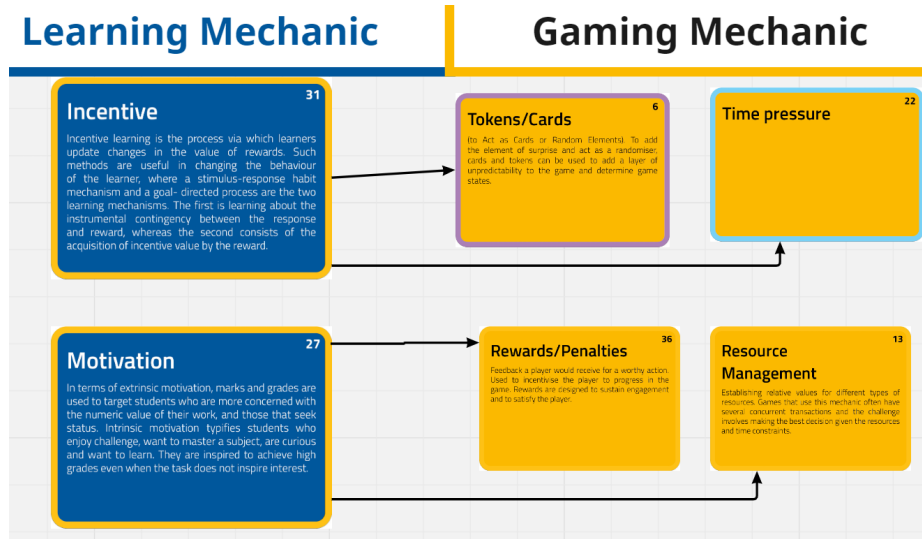 Learning Mechanic
Gaming Mechanic
31
Incentive
Incentive learning is the process via which learners
update changes in the value of rewards. Such
methods are useful in changing the behaviour
of the learner, where a stimulus-response habit
mechanism and a goal- directed process are the two
learning mechanisms. The first is learning about the
instrumental contingency between the response
and reward, whereas the second consists of the
acquisition of incentive value by the reward.
6
Tokens/Cards
(to Act as Cards or Random Elements). To add
the element of surprise and act as a randomiser,
cards and tokens can be used to add a layer of
unpredictability to the game and determine game
states.
22
Time pressure
27
Motivation
In terms of extrinsic motivation, marks and grades are
used to target students who are more concerned with
the numeric value of their work, and those that seek
status. Intrinsic motivation typifies students who
enjoy challenge, want to master a subject, are curious
and want to learn. They are inspired to achieve high
grades even when the task does not inspire interest.
36
Rewards/Penalties
Feedback a player would receive for a worthy action.
Used to incentivise the player to progress in the
game. Rewards are designed to sustain engagement
and to satisfy the player.
13
Resource
Management
Establishing relative values for different types of
resources. Games that use this mechanic often have
several concurrent transactions and the challenge
involves making the best decision given the resources
and time constraints.